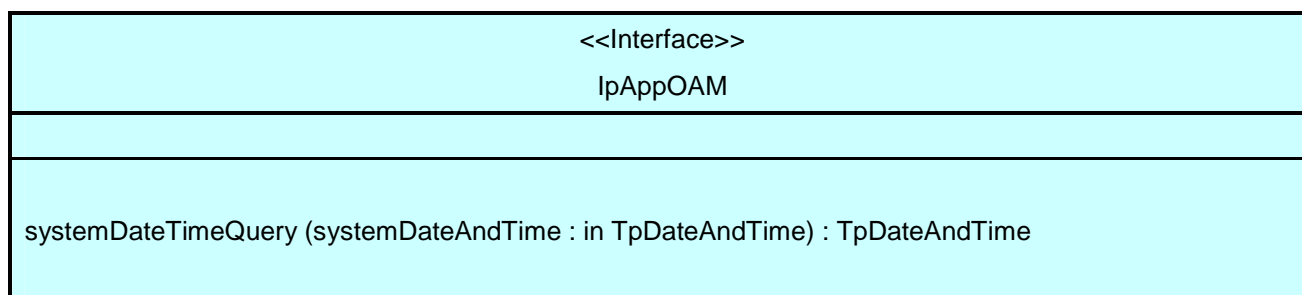 <<Interface>>
IpAppOAM
systemDateTimeQuery (systemDateAndTime : in TpDateAndTime) : TpDateAndTime